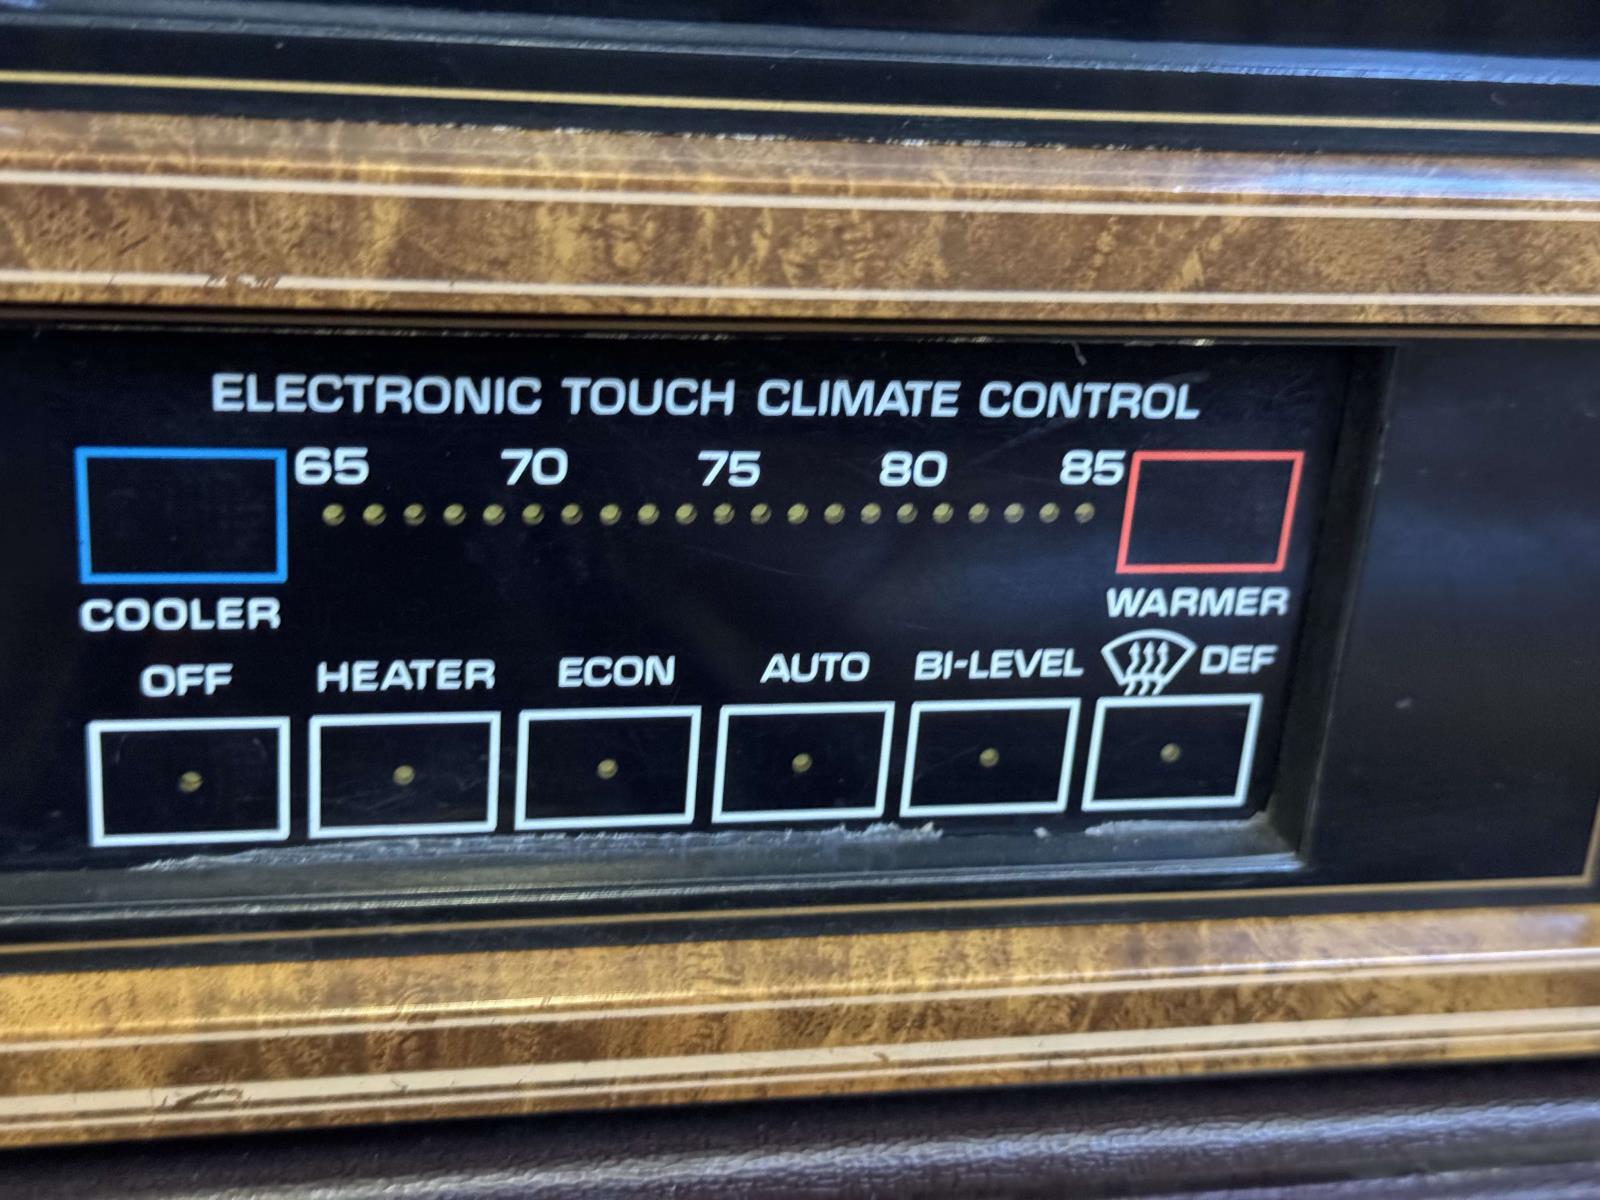 ELECTRONIC TOUCH CLIMATE CONTROL
65 70 75 80 85
COOLER WARMER
OFF HEATER ECON AUTO BI-LEVEL DEF